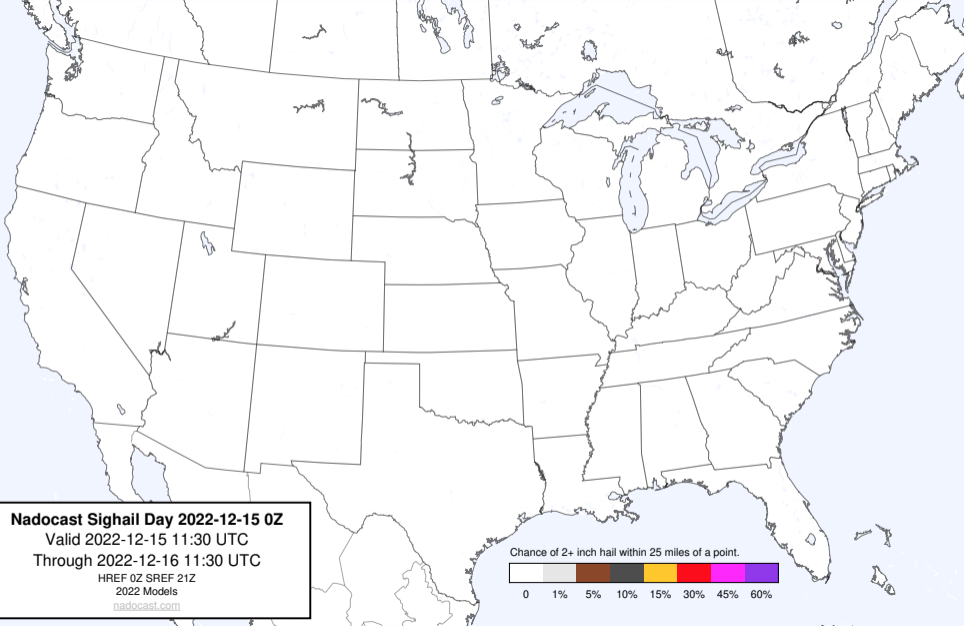 Nadocast Sighail Day 2022-12-15 0Z
Valid 2022-12-15 11:30 UTC
Through 2022-12-16 11:30 UTC
HREF 0Z SREF 21Z
2022 Models
nadocast.com
Chance of 2+ inch hail within 25 miles of a point.
0 1% 5% 10% 15% 30% 45% 60%